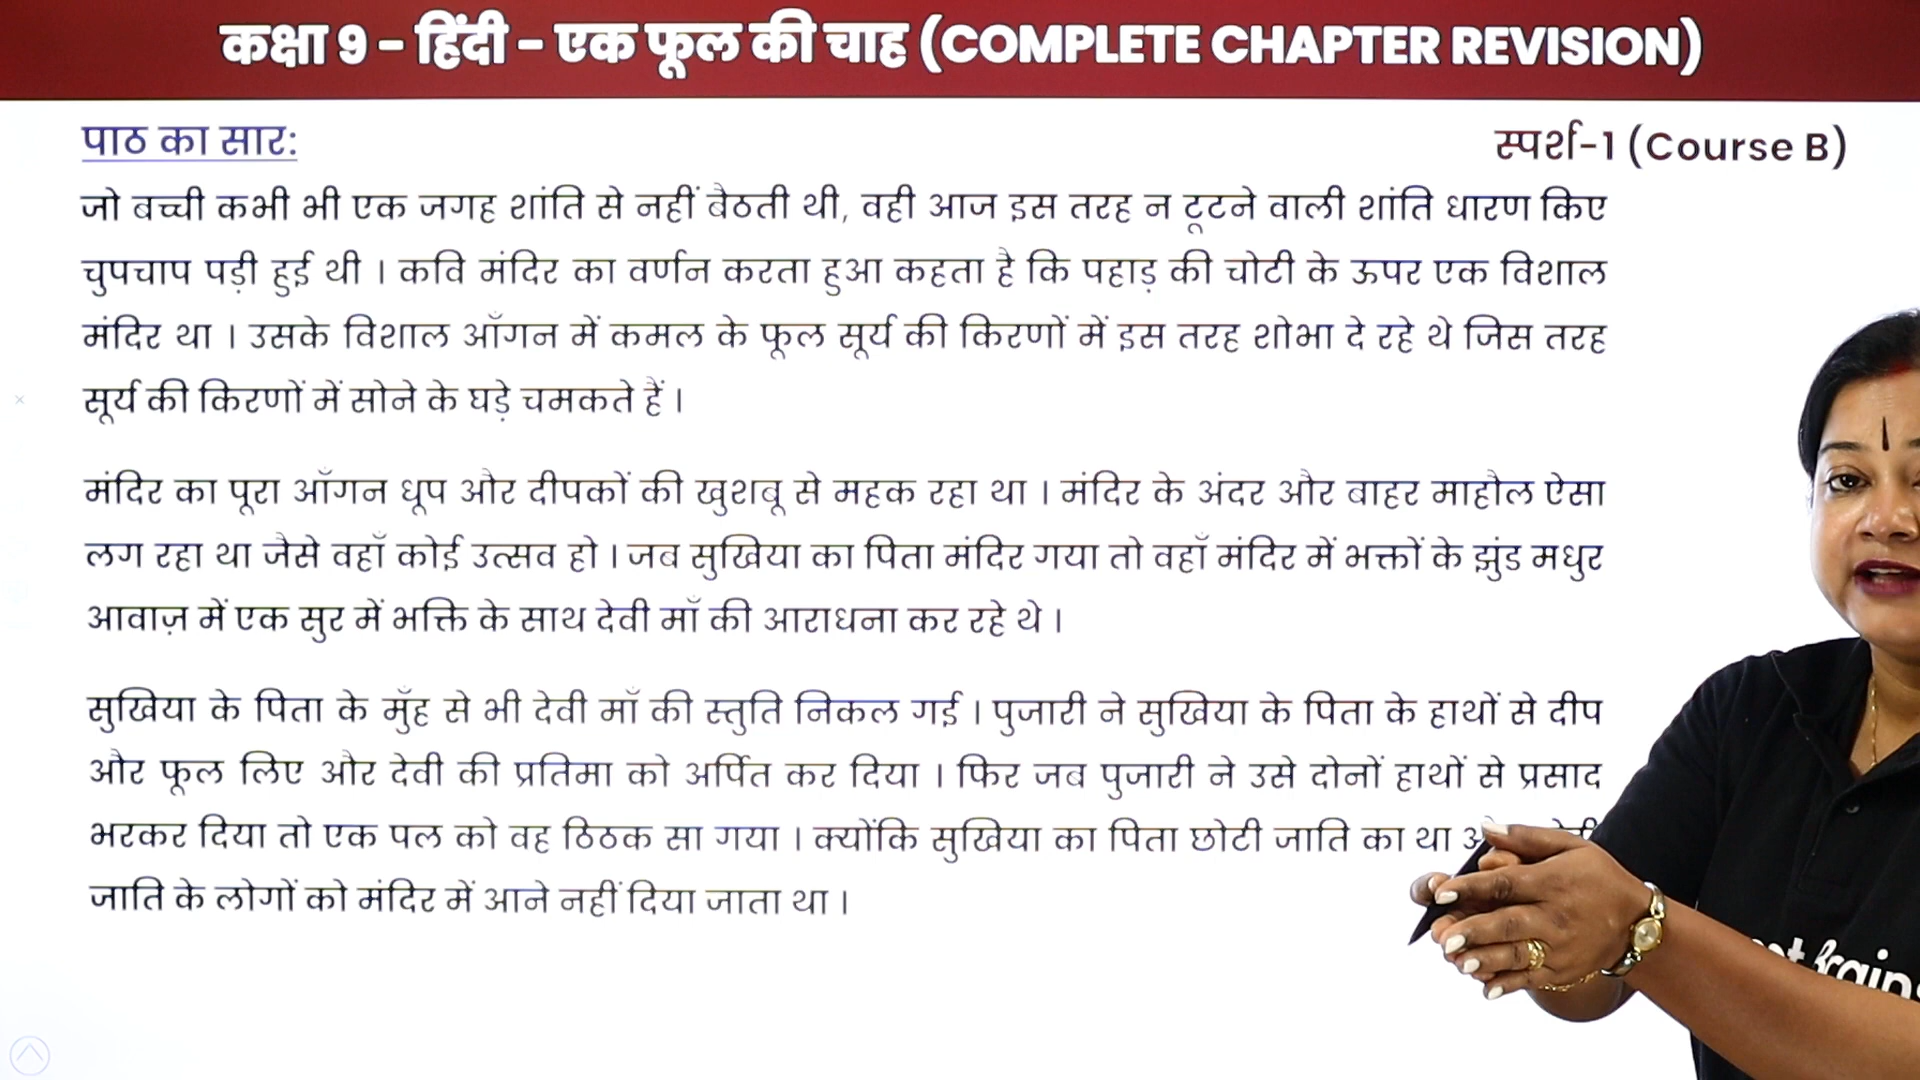 कक्षा 9 – हिंदी – एक फूल की चाह (COMPLETE CHAPTER REVISION)
पाठ का सार:
स्पर्श-1 (Course B)
जो बच्ची कभी भी एक जगह शांति से नहीं बैठती थी, वही आज इस तरह न टूटने वाली शांति धारण किए
चुपचाप पड़ी हुई थी । कवि मंदिर का वर्णन करता हुआ कहता है कि पहाड़ की चोटी के ऊपर एक विशाल
मंदिर था । उसके विशाल आँगन में कमल के फूल सूर्य की किरणों में इस तरह शोभा दे रहे थे जिस तरह
सूर्य की किरणों में सोने के घड़े चमकते हैं ।
मंदिर का पूरा आँगन धूप और दीपकों की खुशबू से महक रहा था । मंदिर के अंदर और बाहर माहौल ऐसा
लग रहा था जैसे वहाँ कोई उत्सव हो । जब सुखिया का पिता मंदिर गया तो वहाँ मंदिर में भक्तों के झुंड मधुर
आवाज़ में एक सुर में भक्ति के साथ देवी माँ की आराधना कर रहे थे ।
सुखिया के पिता के मुँह से भी देवी माँ की स्तुति निकल गई । पुजारी ने सुखिया के पिता के हाथों से दीप
और फूल लिए और देवी की प्रतिमा को अर्पित कर दिया । फिर जब पुजारी ने उसे दोनों हाथों से प्रसाद
भरकर दिया तो एक पल को वह ठिठक सा गया । क्योंकि सुखिया का पिता छोटी जाति का था
जाति के लोगों को मंदिर में आने नहीं दिया जाता था ।